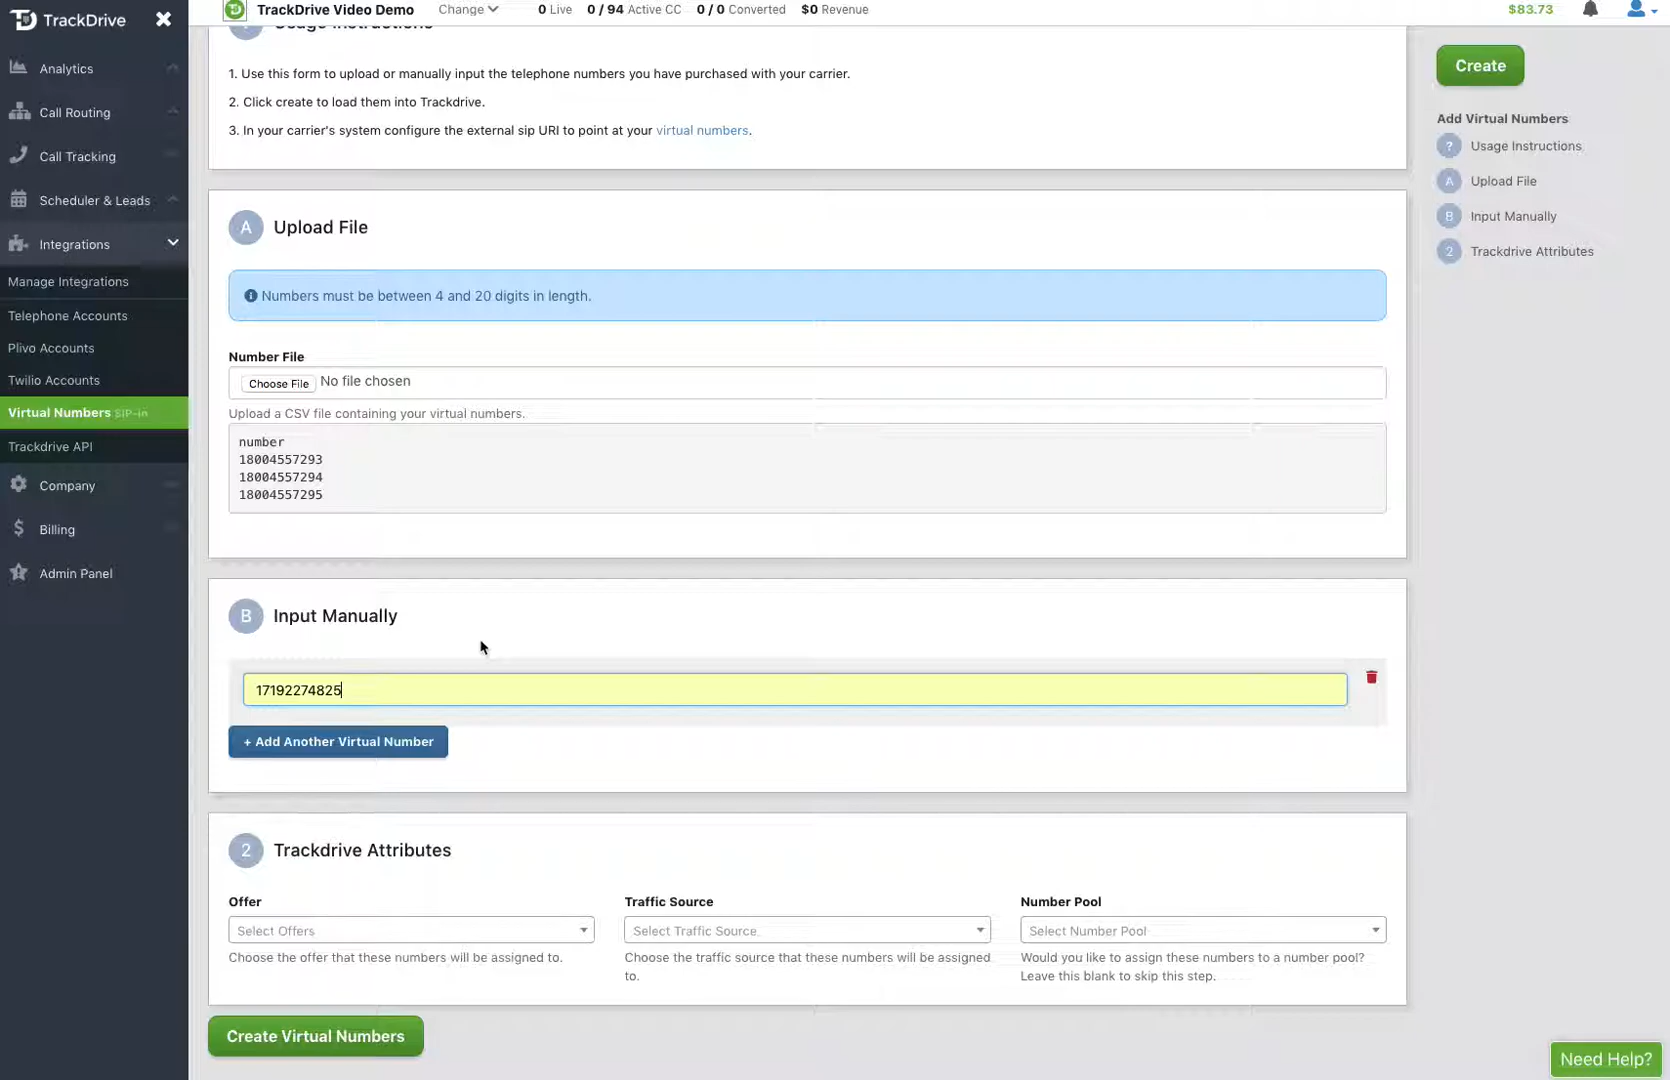 TrackDrive
TrackDrive Video Demo Change 0 Live 0 / 94 Active CC 0 / 0 Converted $0 Revenue $83.73
Analytics
Call Routing
Call Tracking
Scheduler & Leads
Integrations
Manage Integrations
Telephone Accounts
Plivo Accounts
Twilio Accounts
Virtual Numbers SIP-in
Trackdrive API
Company
Billing
Admin Panel
Usage Instructions
1. Use this form to upload or manually input the telephone numbers you have purchased with your carrier.
2. Click create to load them into Trackdrive.
3. In your carrier's system configure the external sip URI to point at your virtual numbers.
A Upload File
Numbers must be between 4 and 20 digits in length.
Number File
Choose File No file chosen
Upload a CSV file containing your virtual numbers.
number
18004557293
18004557294
18004557295
B Input Manually
17192274825
+ Add Another Virtual Number
2 Trackdrive Attributes
Offer
Select Offers
Choose the offer that these numbers will be assigned to.
Traffic Source
Select Traffic Source
Choose the traffic source that these numbers will be assigned
to.
Number Pool
Select Number Pool
Would you like to assign these numbers to a number pool?
Leave this blank to skip this step.
Create Virtual Numbers
Create
Add Virtual Numbers
? Usage Instructions
A Upload File
B Input Manually
2 Trackdrive Attributes
Need Help?